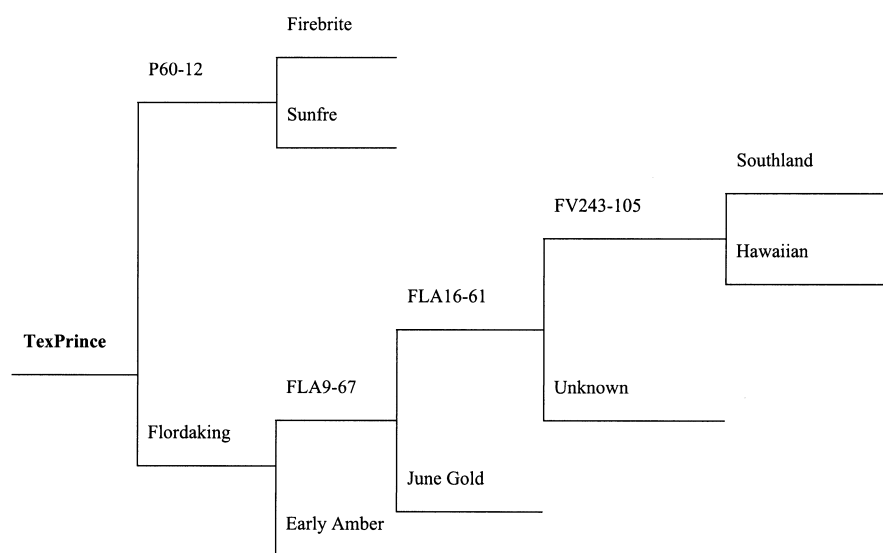 Firebrite
P60-12
Sunfre
Southland
FV243-105
Hawaiian
FLA16-61
TexPrince
FLA9-67
Unknown
Flordaking
June Gold
Early Amber